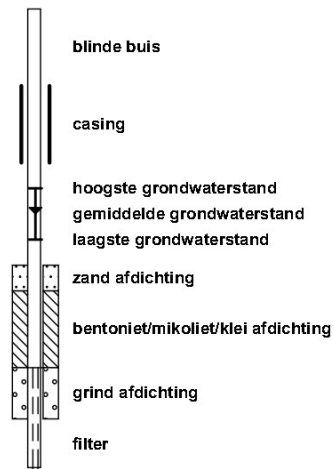 blinde buis
casing
hoogste grondwaterstand
gemiddelde grondwaterstand
laagste grondwaterstand
zand afdichting
bentoniet/mikoliet/klei afdichting
grind afdichting
filter